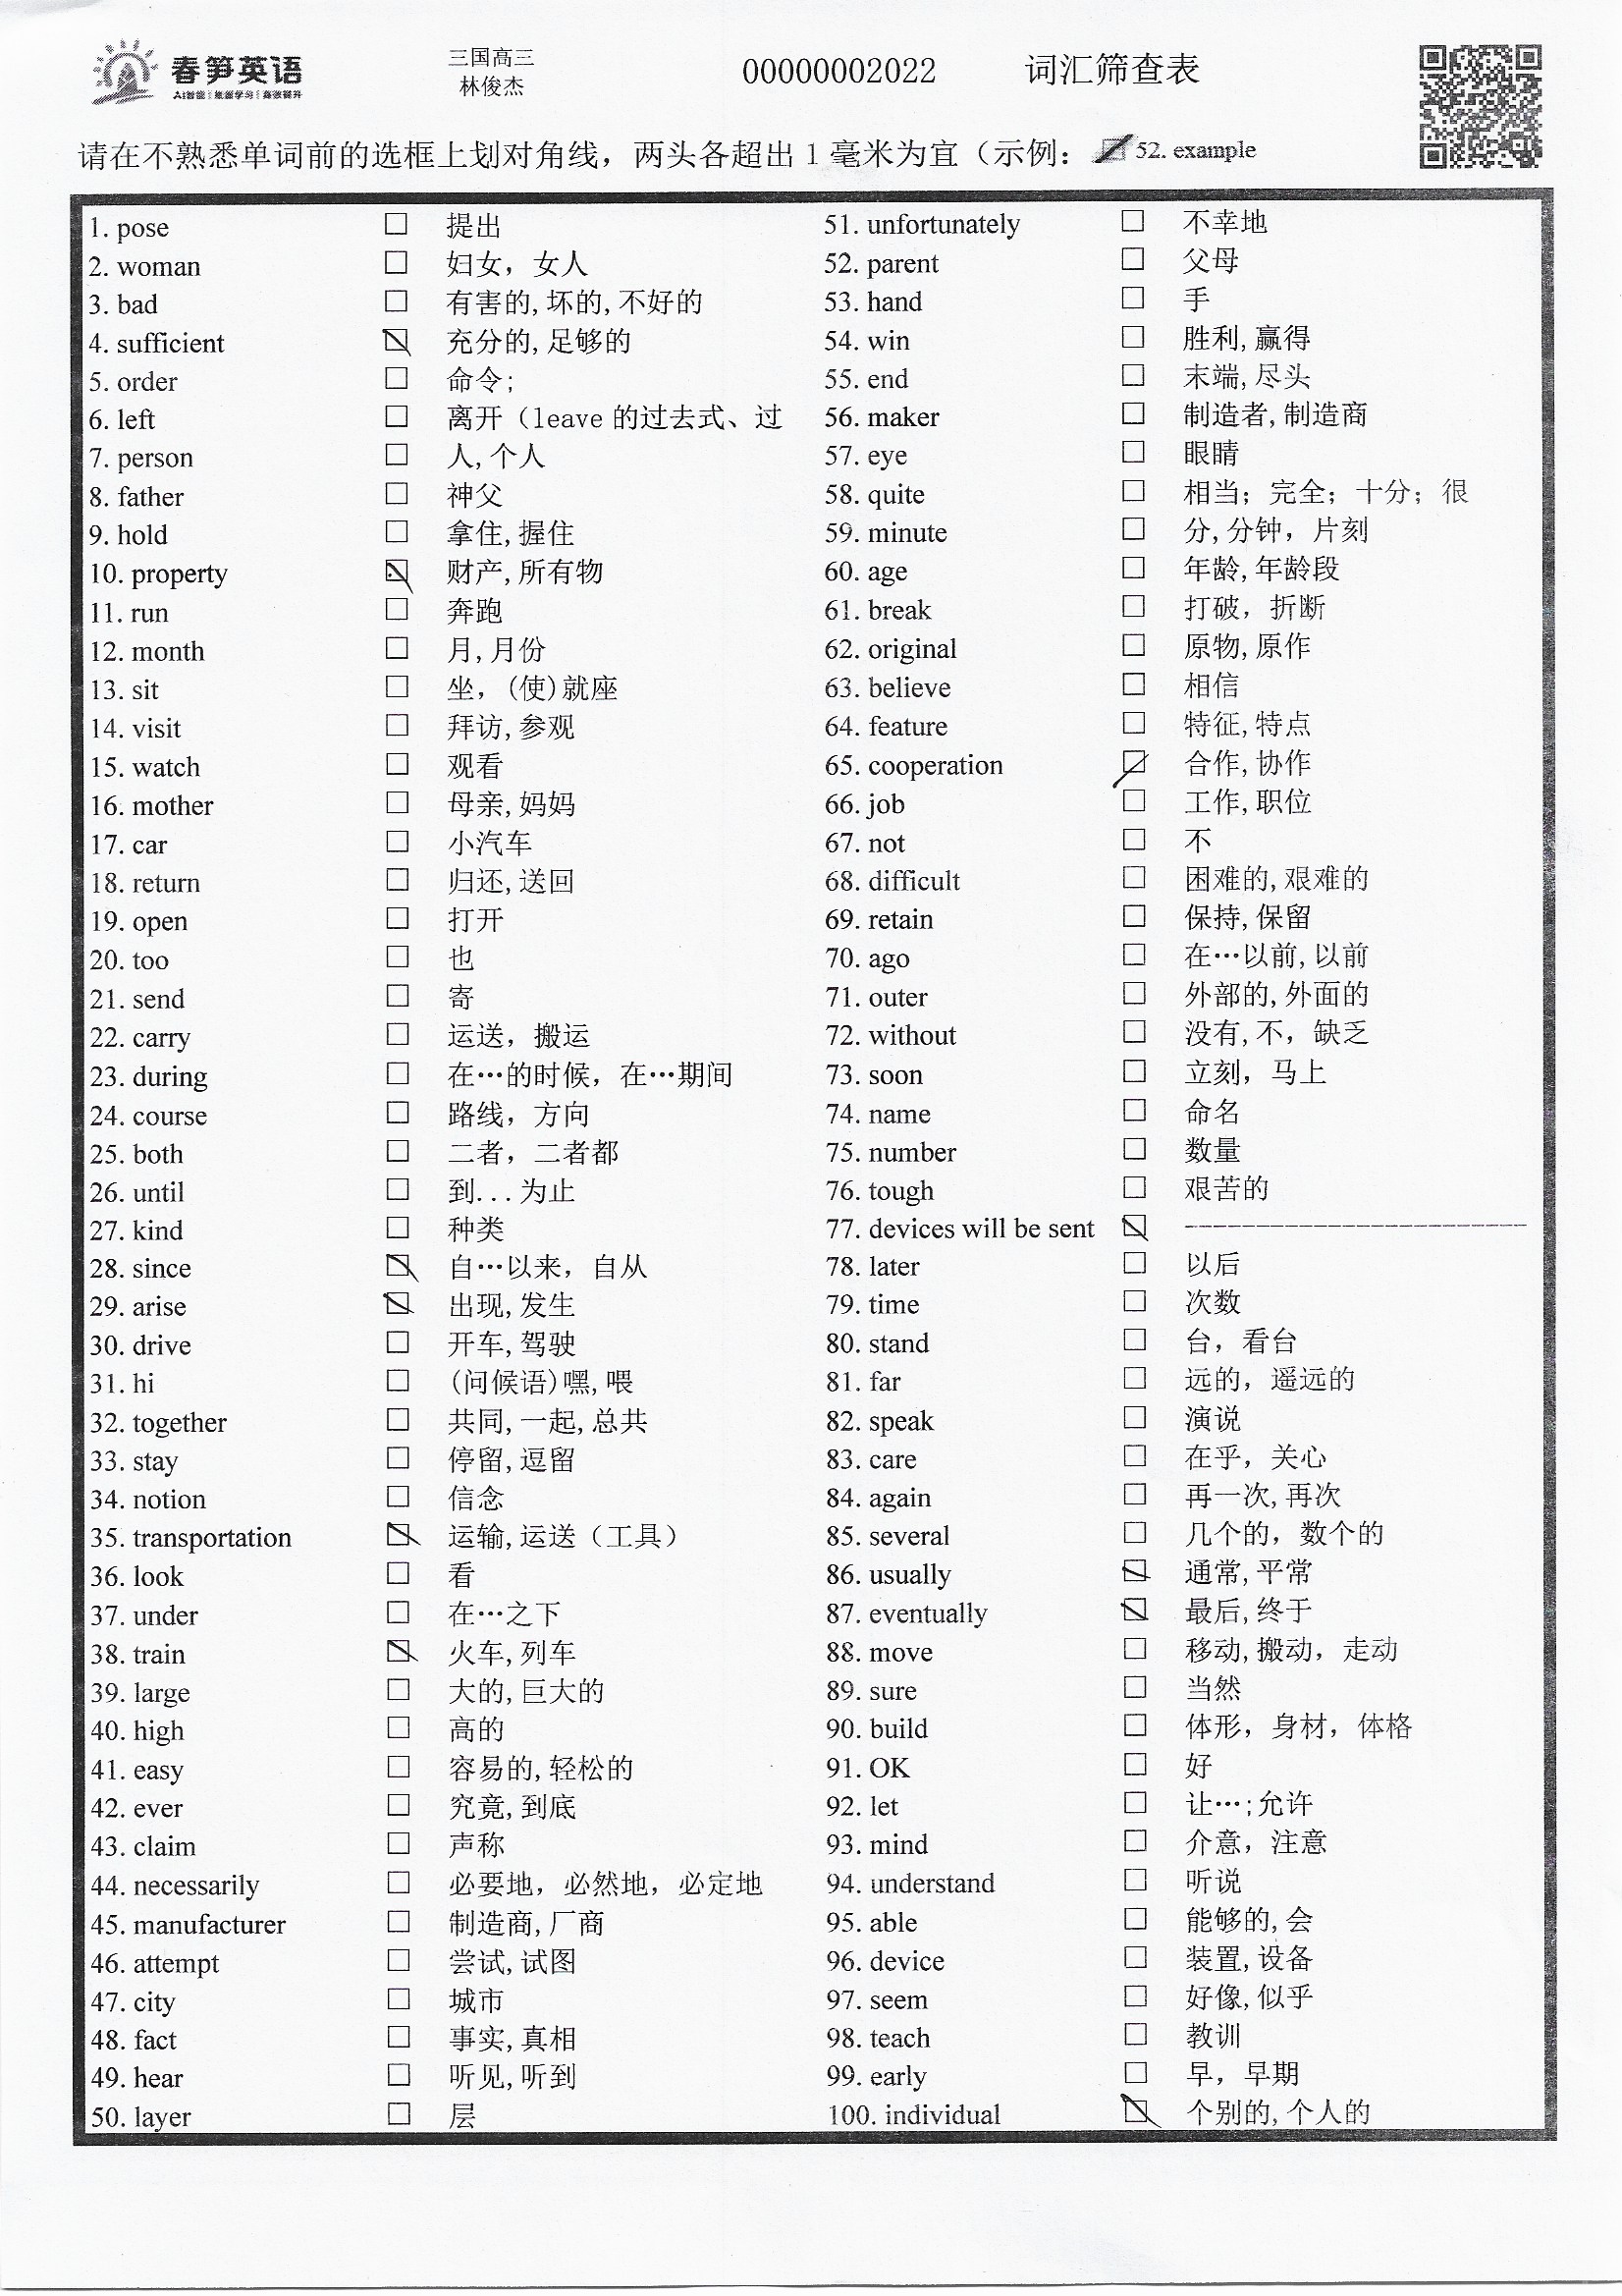 春笋英语
AI智能 | 数据学习 | 高效提升
三国高三
林俊杰
00000002022
词汇筛查表
请在不熟悉单词前的选框上划对角线，两头各超出1毫米为宜（示例： 52. example
1. pose 提出
2. woman 妇女，女人
3. bad 有害的,坏的,不好的
4. sufficient 充分的,足够的
5. order 命令;
6. left 离开（leave 的过去式、过
7. person 人,个人
8. father 神父
9. hold 拿住,握住
10. property 财产,所有物
11. run 奔跑
12. month 月,月份
13. sit 坐，(使)就座
14. visit 拜访,参观
15. watch 观看
16. mother 母亲,妈妈
17. car 小汽车
18. return 归还,送回
19. open 打开
20. too 也
21. send 寄
22. carry 运送，搬运
23. during 在…的时候，在…期间
24. course 路线，方向
25. both 二者，二者都
26. until 到...为止
27. kind 种类
28. since 自…以来，自从
29. arise 出现,发生
30. drive 开车,驾驶
31. hi (问候语)嘿,喂
32. together 共同,一起,总共
33. stay 停留,逗留
34. notion 信念
35. transportation 运输,运送（工具）
36. look 看
37. under 在…之下
38. train 火车,列车
39. large 大的,巨大的
40. high 高的
41. easy 容易的,轻松的
42. ever 究竟,到底
43. claim 声称
44. necessarily 必要地，必然地，必定地
45. manufacturer 制造商,厂商
46. attempt 尝试,试图
47. city 城市
48. fact 事实,真相
49. hear 听见,听到
50. layer 层
51. unfortunately 不幸地
52. parent 父母
53. hand 手
54. win 胜利,赢得
55. end 末端,尽头
56. maker 制造者,制造商
57. eye 眼睛
58. quite 相当；完全；十分；很
59. minute 分,分钟，片刻
60. age 年龄,年龄段
61. break 打破，折断
62. original 原物,原作
63. believe 相信
64. feature 特征,特点
65. cooperation 合作,协作
66. job 工作,职位
67. not 不
68. difficult 困难的,艰难的
69. retain 保持,保留
70. ago 在…以前,以前
71. outer 外部的,外面的
72. without 没有,不，缺乏
73. soon 立刻，马上
74. name 命名
75. number 数量
76. tough 艰苦的
77. devices will be sent ------------------------
78. later 以后
79. time 次数
80. stand 台，看台
81. far 远的，遥远的
82. speak 演说
83. care 在乎，关心
84. again 再一次,再次
85. several 几个的，数个的
86. usually 通常,平常
87. eventually 最后,终于
88. move 移动,搬动，走动
89. sure 当然
90. build 体形，身材，体格
91. OK 好
92. let 让…;允许
93. mind 介意，注意
94. understand 听说
95. able 能够的,会
96. device 装置,设备
97. seem 好像,似乎
98. teach 教训
99. early 早，早期
100. individual 个别的,个人的